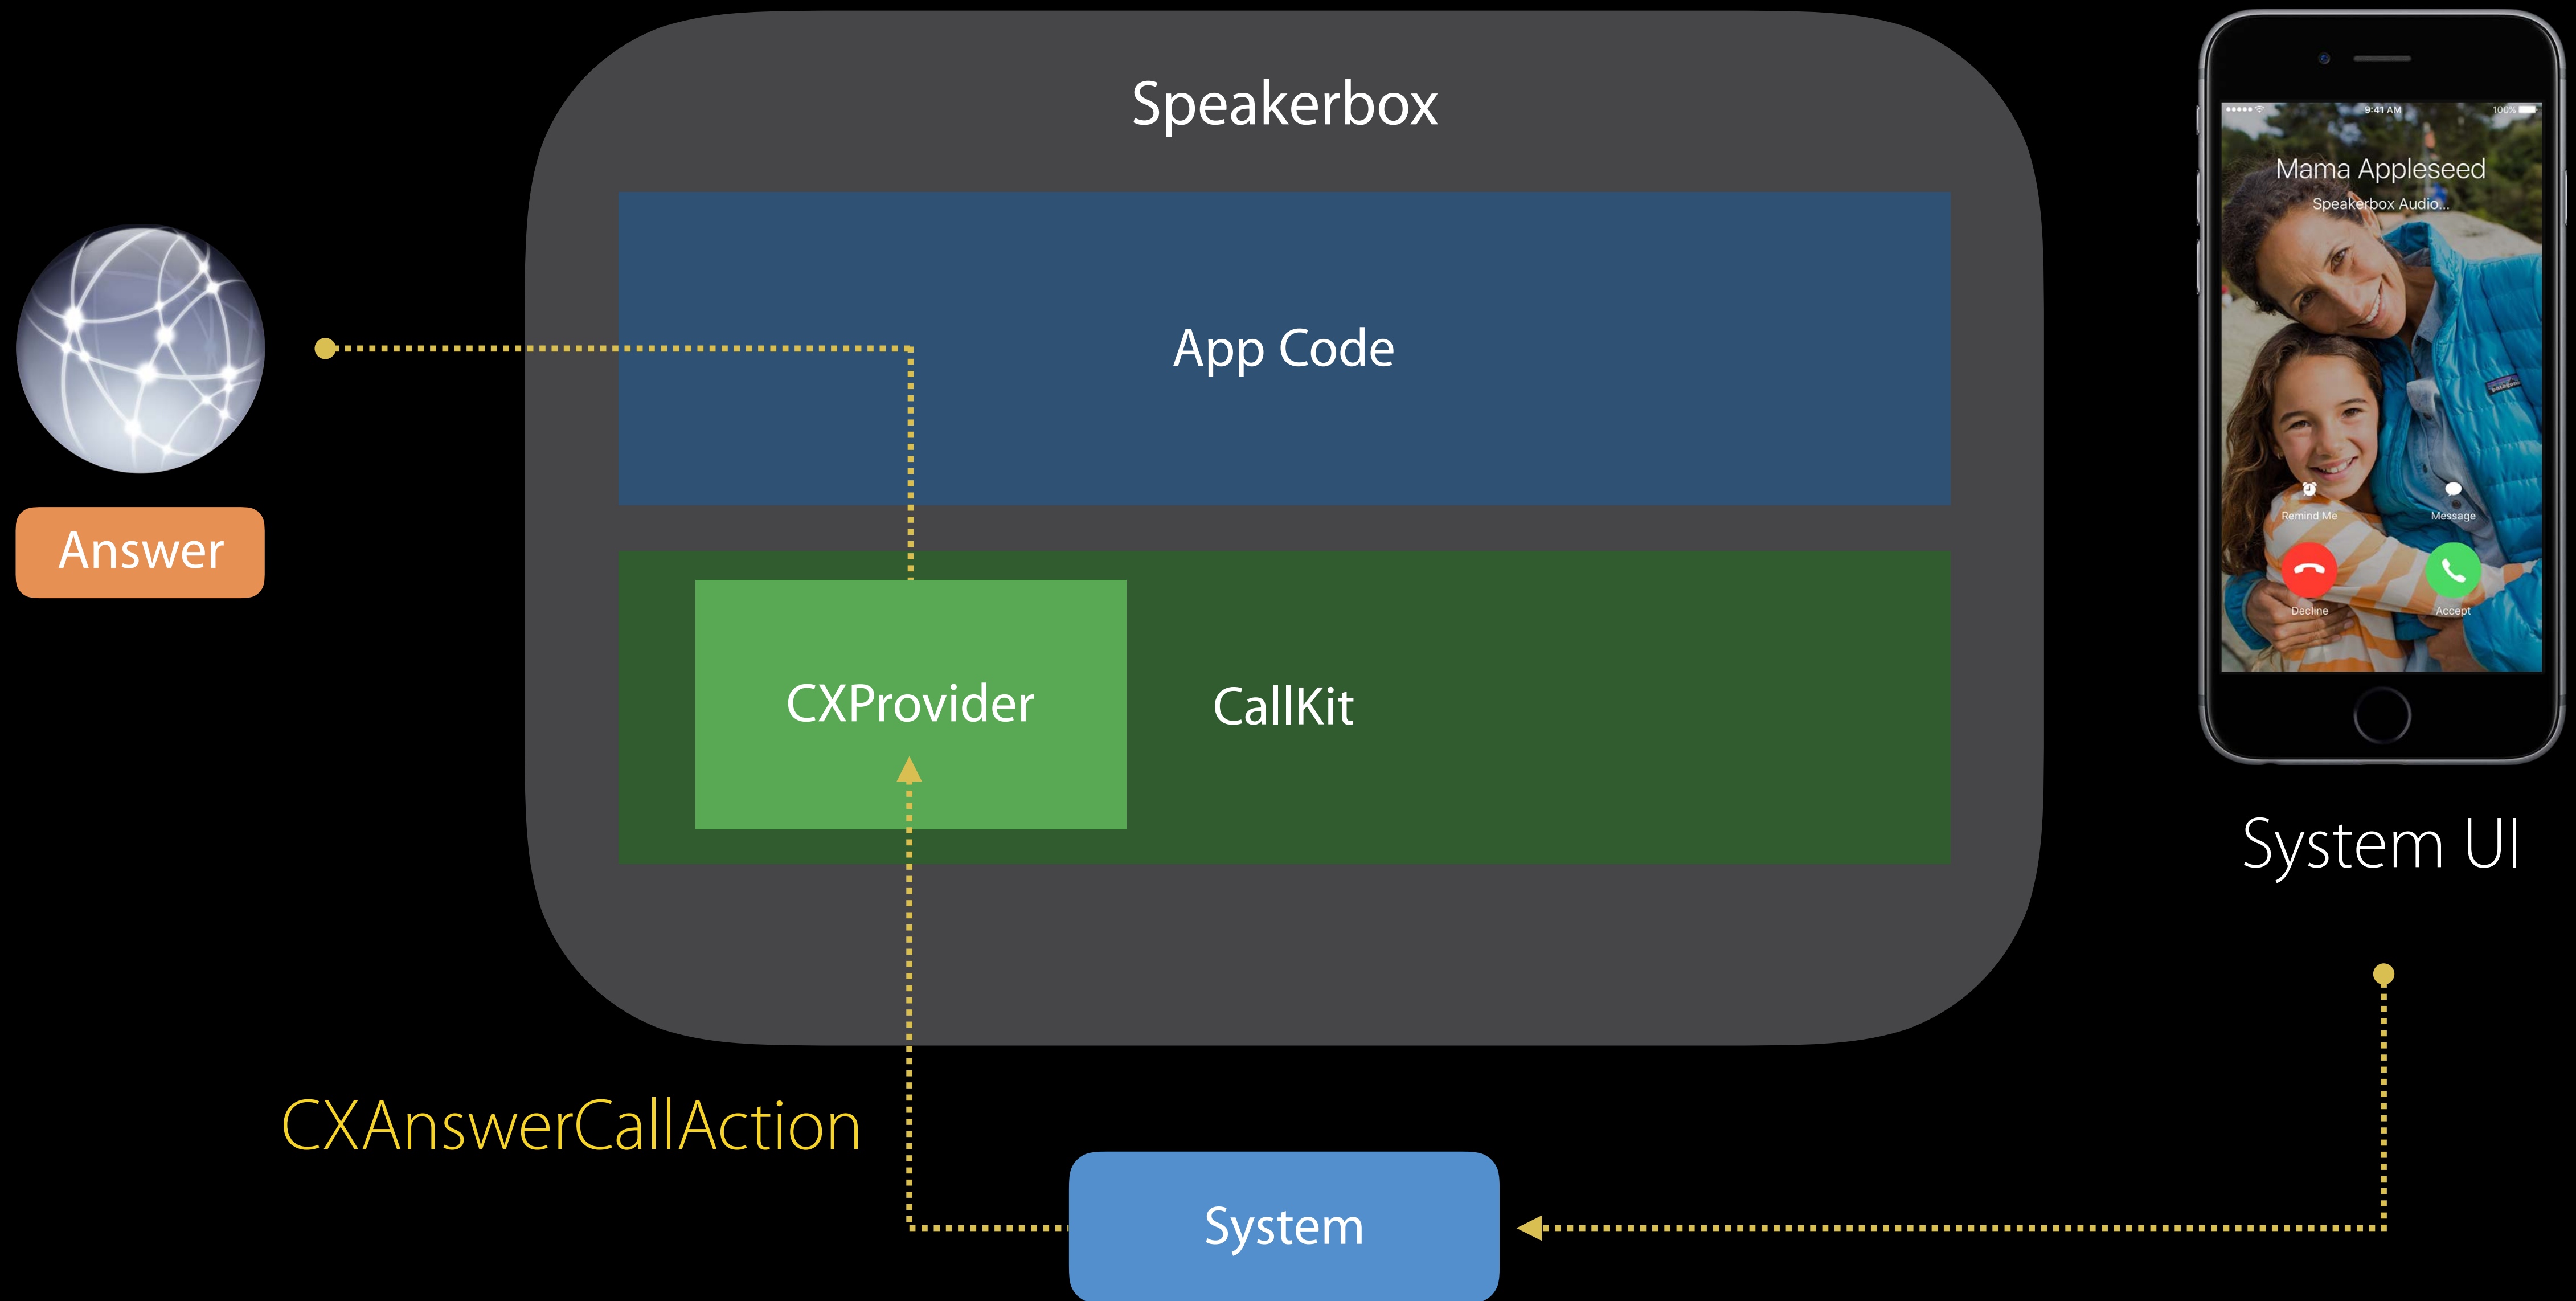 Speakerbox
App Code
Answer
CXProvider
CallKit
CXAnswerCallAction
System
9:41 AM
100%
Mama Appleseed
Speakerbox Audio...
patagonia
Remind Me
Message
Decline
Accept
System UI